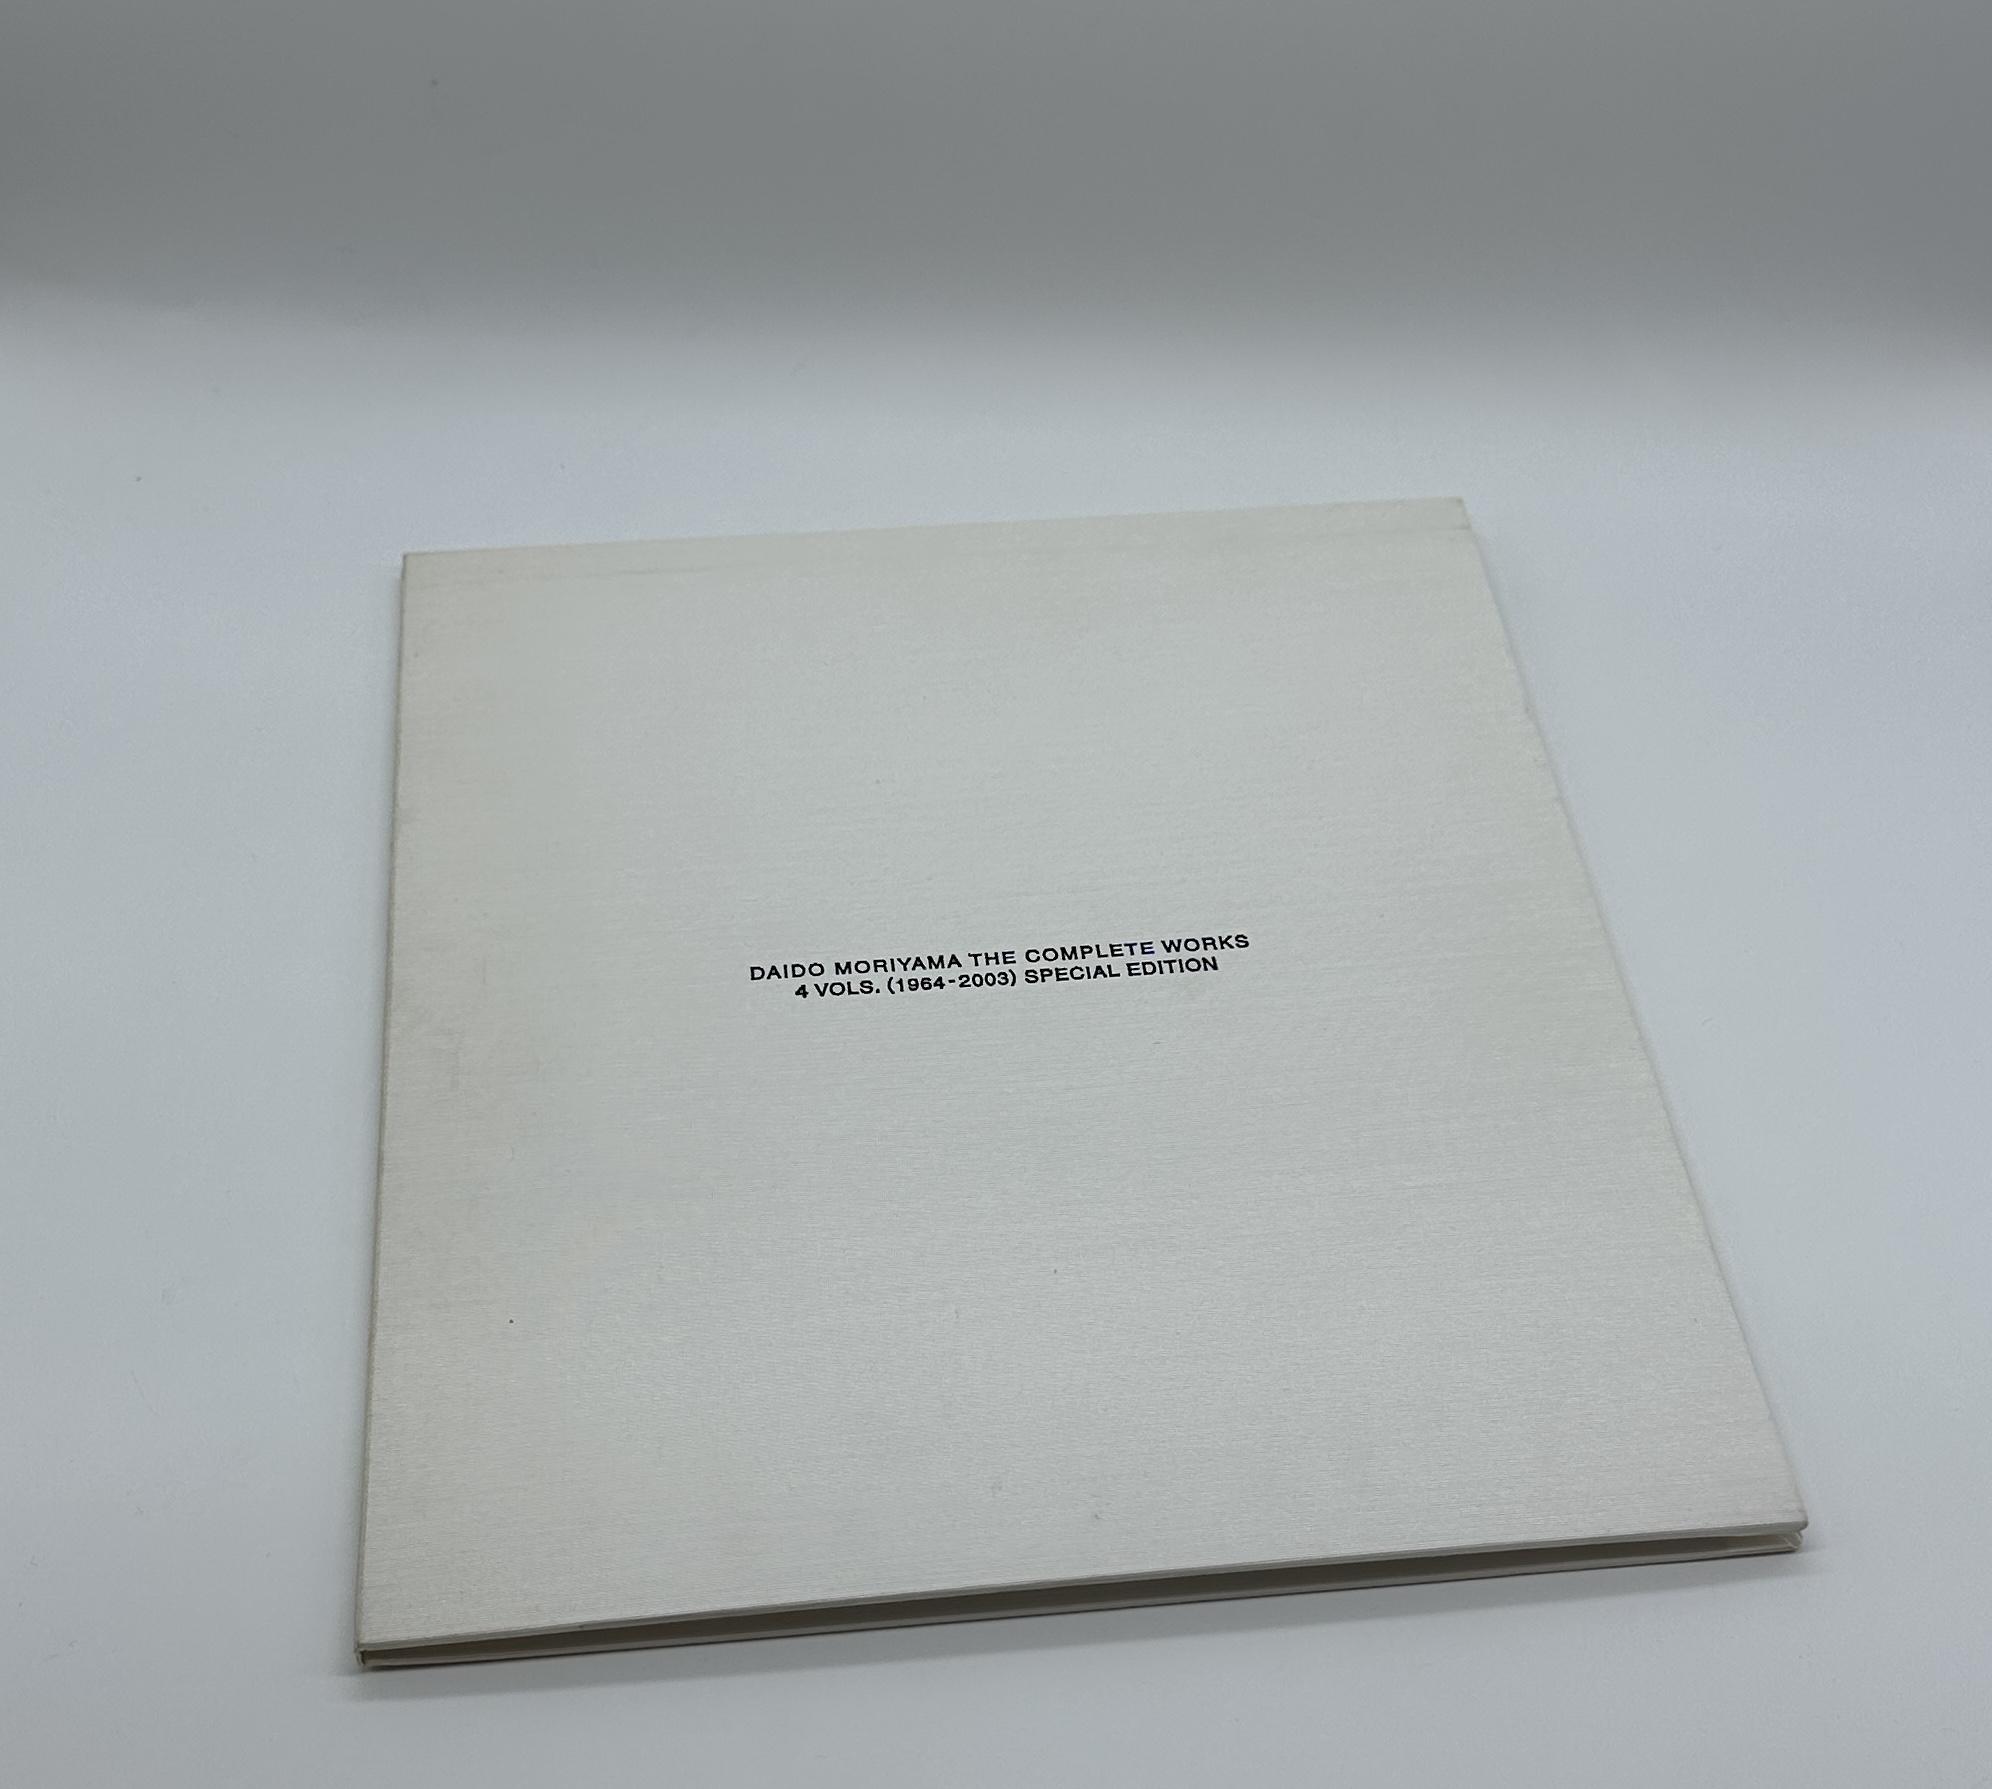 DAIDO MORIYAMA THE COMPLETE WORKS
4 VOLS. (1964-2003) SPECIAL EDITION